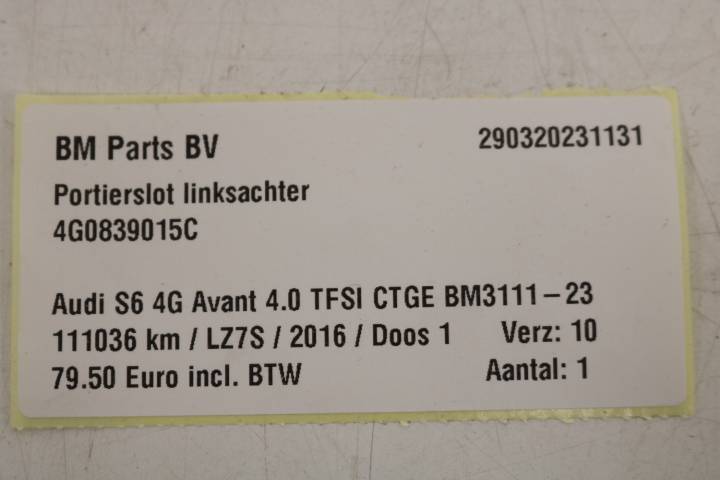 BM Parts BV 290320231131
Portierslot linksachter
4G0839015C
Audi S6 4G Avant 4.0 TFSI CTGE BM3111-23
111036 km / LZ7S / 2016 / Doos 1 Verz: 10
79.50 Euro incl. BTW Aantal: 1